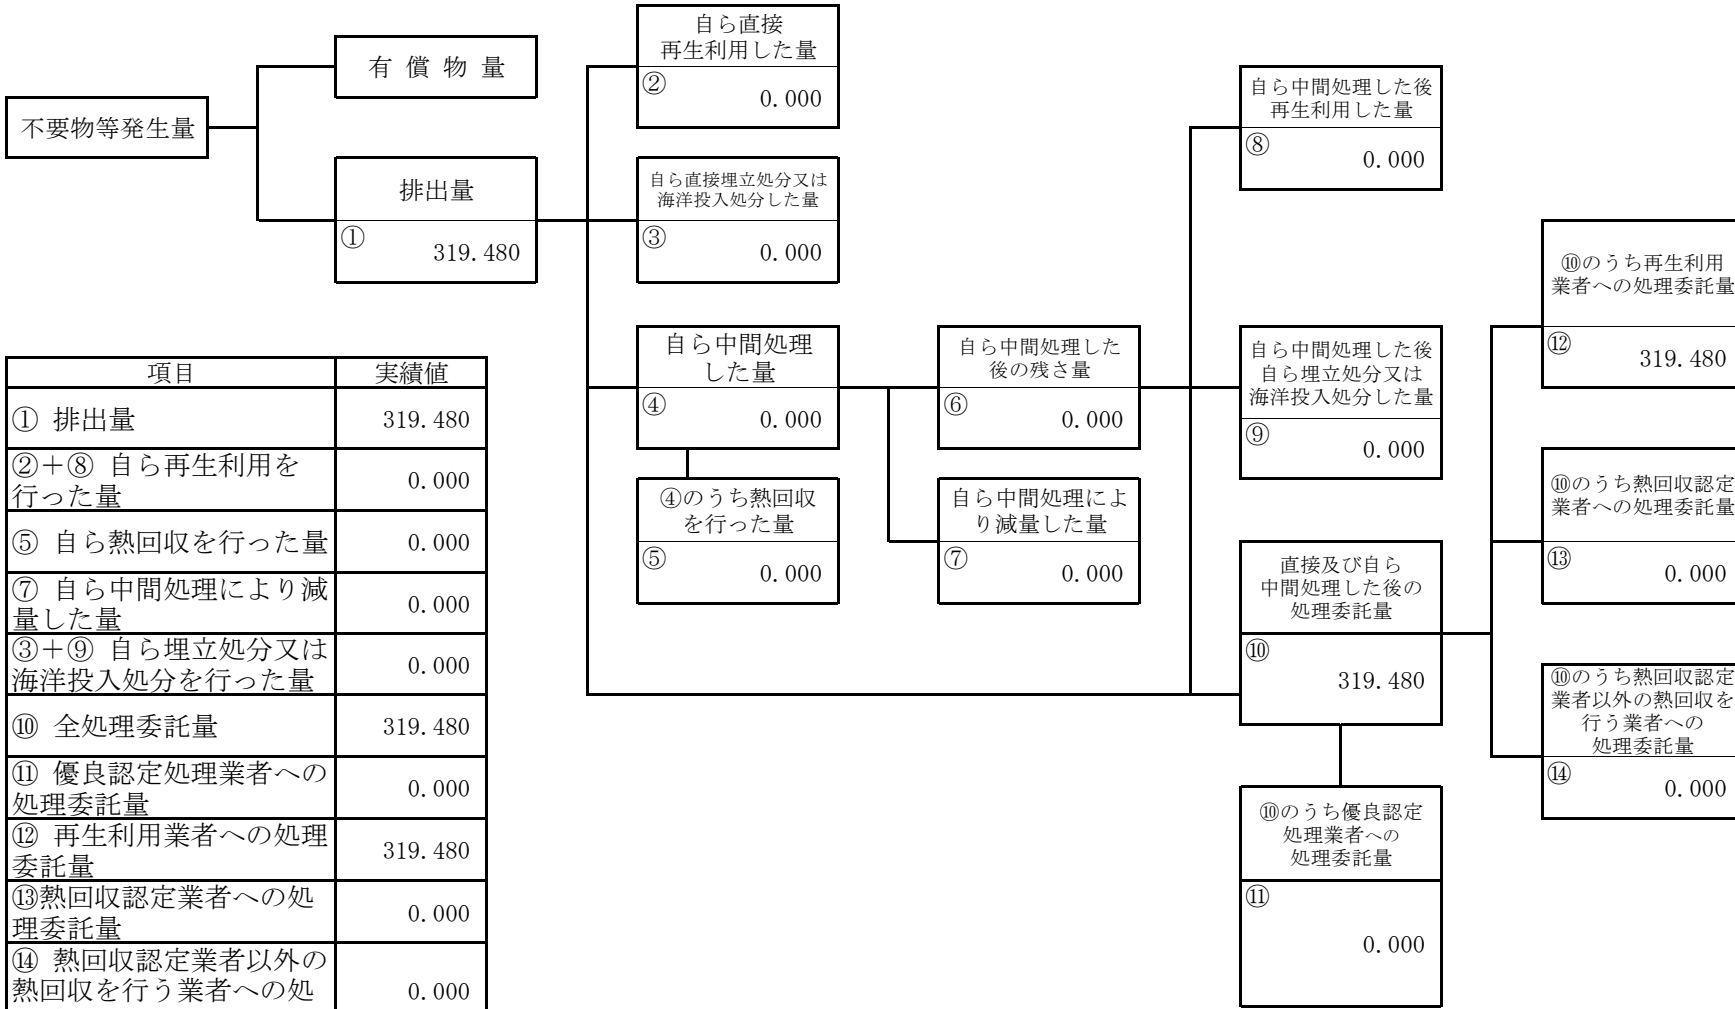 不要物等発生量
有 償 物 量
排出量
①
319.480
自ら直接
再生利用した量
②
0.000
自ら直接埋立処分又は
海洋投入処分した量
③
0.000
自ら中間処理
した量
④
0.000
④のうち熱回収
を行った量
⑤
0.000
自ら中間処理した
後の残さ量
⑥
0.000
自ら中間処理によ
り減量した量
⑦
0.000
自ら中間処理した後
再生利用した量
⑧
0.000
自ら中間処理した後
自ら埋立処分又は
海洋投入処分した量
⑨
0.000
直接及び自ら
中間処理した後の
処理委託量
⑩
319.480
⑩のうち優良認定
処理業者への
処理委託量
⑪
0.000
⑩のうち再生利用
業者への処理委託量
⑫
319.480
⑩のうち熱回収認定
業者への処理委託量
⑬
0.000
⑩のうち熱回収認定
業者以外の熱回収を
行う業者への
処理委託量
⑭
0.000
項目 実績値
① 排出量 319.480
②＋⑧ 自ら再生利用を
行った量 0.000
⑤ 自ら熱回収を行った量 0.000
⑦ 自ら中間処理により減
量した量 0.000
③＋⑨ 自ら埋立処分又は
海洋投入処分を行った量 0.000
⑩ 全処理委託量 319.480
⑪ 優良認定処理業者への
処理委託量 0.000
⑫ 再生利用業者への処理
委託量 319.480
⑬熱回収認定業者への処
理委託量 0.000
⑭ 熱回収認定業者以外の
熱回収を行う業者への処 0.000